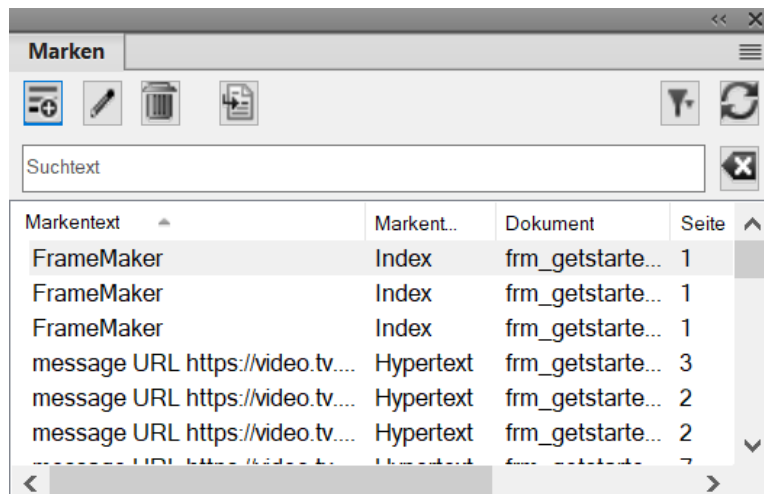 Marken
Suchtext
Markentext Markent... Dokument Seite
FrameMaker Index frm_getstarte... 1
FrameMaker Index frm_getstarte... 1
FrameMaker Index frm_getstarte... 1
message URL https://video.tv.... Hypertext frm_getstarte... 3
message URL https://video.tv.... Hypertext frm_getstarte... 2
message URL https://video.tv.... Hypertext frm_getstarte... 2